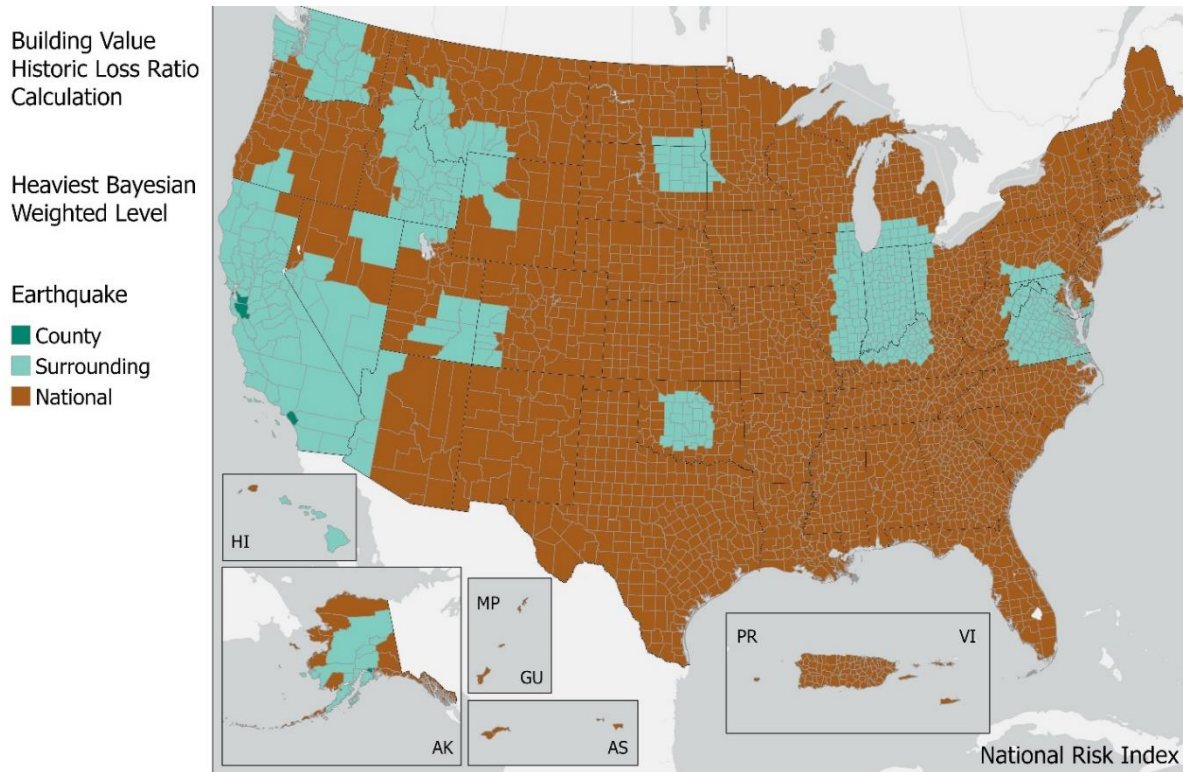 Building Value
Historic Loss Ratio
Calculation
Heaviest Bayesian
Weighted Level
Earthquake
County
Surrounding
National
HI
AK
MP
GU
AS
PR
VI
National Risk Index